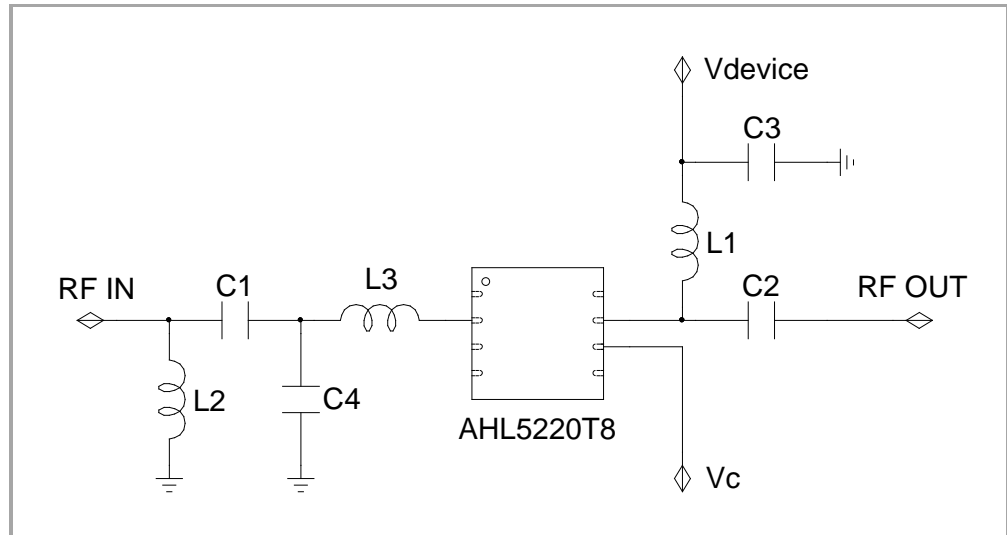 Vdevice
C3
L1
RF IN
C1
L3
C2
RF OUT
L2
C4
AHL5220T8
Vc